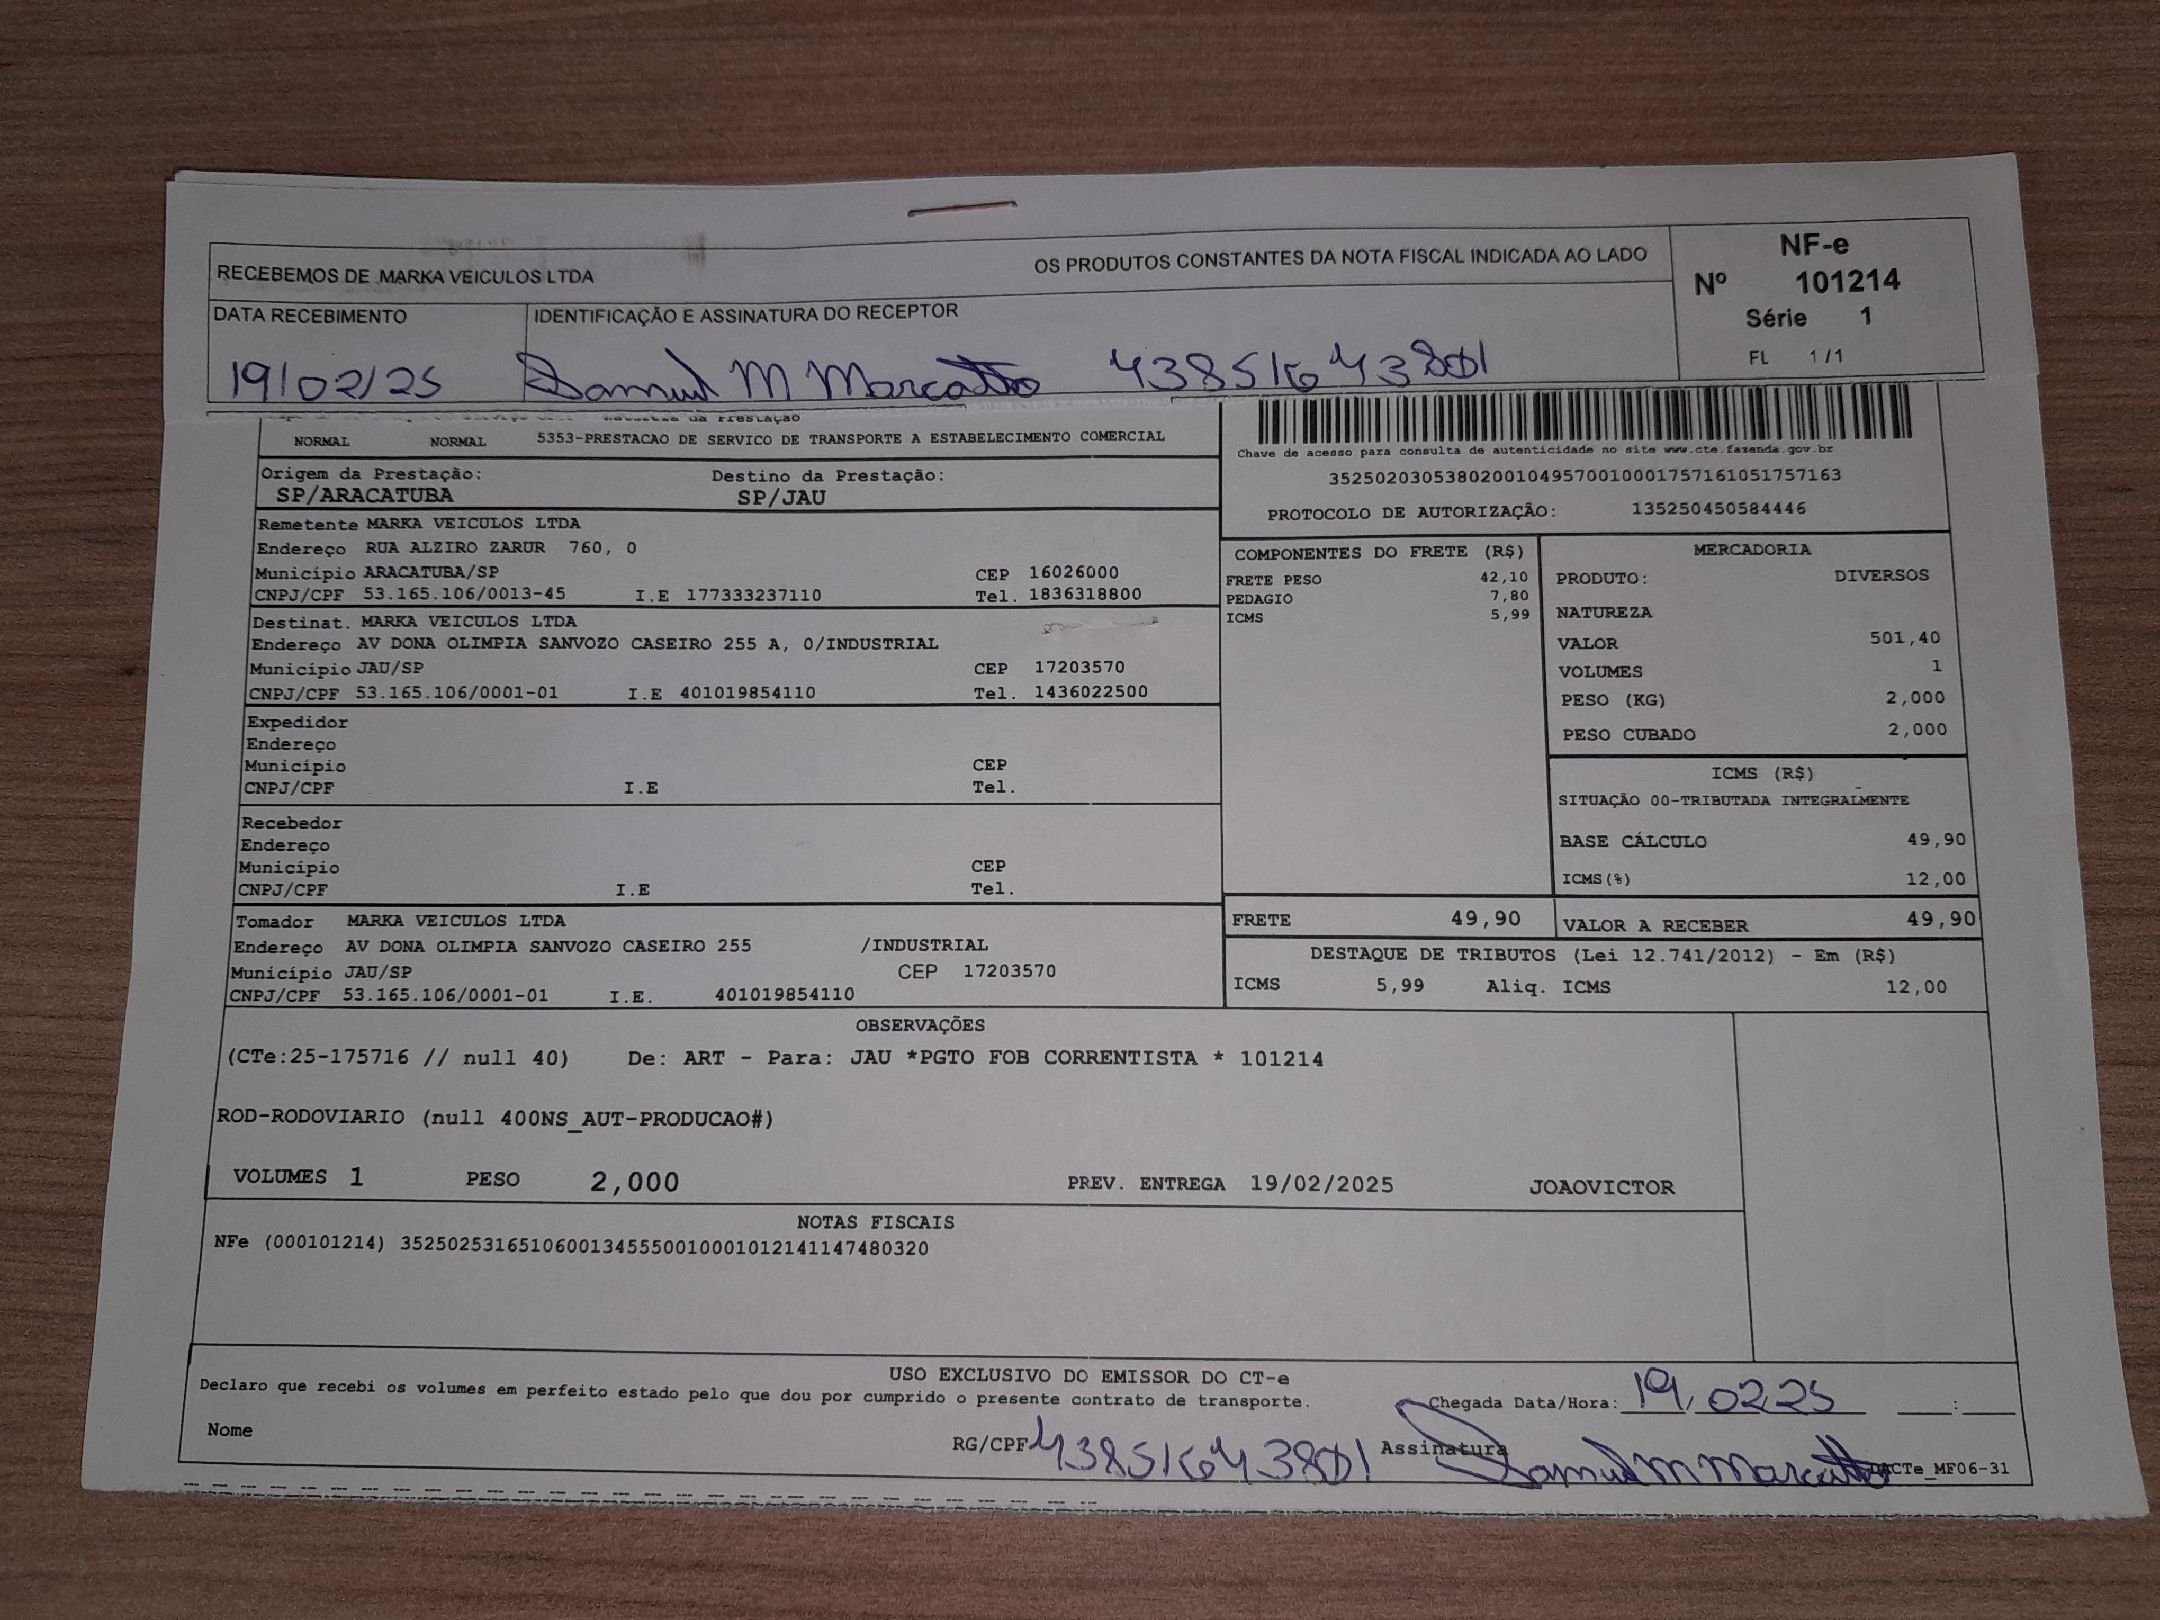 RECEBEMOS DE MARKA VEICULOS LTDA OS PRODUTOS CONSTANTES DA NOTA FISCAL INDICADA AO LADO
NF-e
Nº 101214
Série 1
FL 1/1
DATA RECEBIMENTO IDENTIFICAÇÃO E ASSINATURA DO RECEPTOR
19/02/25 Samuel M Marcatto 43851643801
NORMAL NORMAL 5353-PRESTACAO DE SERVICO DE TRANSPORTE A ESTABELECIMENTO COMERCIAL
Origem da Prestação: Destino da Prestação:
SP/ARACATUBA SP/JAU
Chave de acesso para consulta de autenticidade no site www.cte.fazenda.gov.br
35250203053802001049570010001757161051757163
PROTOCOLO DE AUTORIZAÇÃO: 135250450584446
Remetente MARKA VEICULOS LTDA
Endereço RUA ALZIRO ZARUR 760, 0
Município ARACATUBA/SP CEP 16026000
CNPJ/CPF 53.165.106/0013-45 I.E 177333237110 Tel. 1836318800
Destinat. MARKA VEICULOS LTDA
Endereço AV DONA OLIMPIA SANVOZO CASEIRO 255 A, 0/INDUSTRIAL
Município JAU/SP CEP 17203570
CNPJ/CPF 53.165.106/0001-01 I.E 401019854110 Tel. 1436022500
Expedidor
Endereço
Município CEP
CNPJ/CPF I.E Tel.
Recebedor
Endereço
Município CEP
CNPJ/CPF I.E Tel.
Tomador MARKA VEICULOS LTDA
Endereço AV DONA OLIMPIA SANVOZO CASEIRO 255 /INDUSTRIAL
Município JAU/SP CEP 17203570
CNPJ/CPF 53.165.106/0001-01 I.E. 401019854110
COMPONENTES DO FRETE (R$)
FRETE PESO 42,10
PEDAGIO 7,80
ICMS 5,99
MERCADORIA
PRODUTO: DIVERSOS
NATUREZA
VALOR 501,40
VOLUMES 1
PESO (KG) 2,000
PESO CUBADO 2,000
ICMS (R$)
SITUAÇÃO 00-TRIBUTADA INTEGRALMENTE
BASE CÁLCULO 49,90
ICMS(%) 12,00
FRETE 49,90 VALOR A RECEBER 49,90
DESTAQUE DE TRIBUTOS (Lei 12.741/2012) - Em (R$)
ICMS 5,99 Aliq. ICMS 12,00
OBSERVAÇÕES
(CTe:25-175716 // null 40) De: ART - Para: JAU *PGTO FOB CORRENTISTA * 101214
ROD-RODOVIARIO (null 400NS_AUT-PRODUCAO#)
VOLUMES 1 PESO 2,000 PREV. ENTREGA 19/02/2025 JOAOVICTOR
NOTAS FISCAIS
NFe (000101214) 35250253165106001345550010001012141147480320
USO EXCLUSIVO DO EMISSOR DO CT-e
Declaro que recebi os volumes em perfeito estado pelo que dou por cumprido o presente contrato de transporte.
Chegada Data/Hora: 19/02/25 :
Nome RG/CPF 43851643801 Assinatura Samuel M Marcatto
DACTe_MF06-31